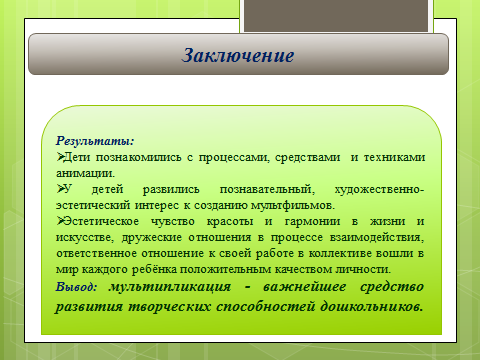 Заключение
Результаты:
➢Дети познакомились с процессами, средствами и техниками
анимации.
➢У детей развились познавательный, художественно-
эстетический интерес к созданию мультфильмов.
➢Эстетическое чувство красоты и гармонии в жизни и
искусстве, дружеские отношения в процессе взаимодействия,
ответственное отношение к своей работе в коллективе вошли в
мир каждого ребёнка положительным качеством личности.
Вывод: мультипликация - важнейшее средство
развития творческих способностей дошкольников.